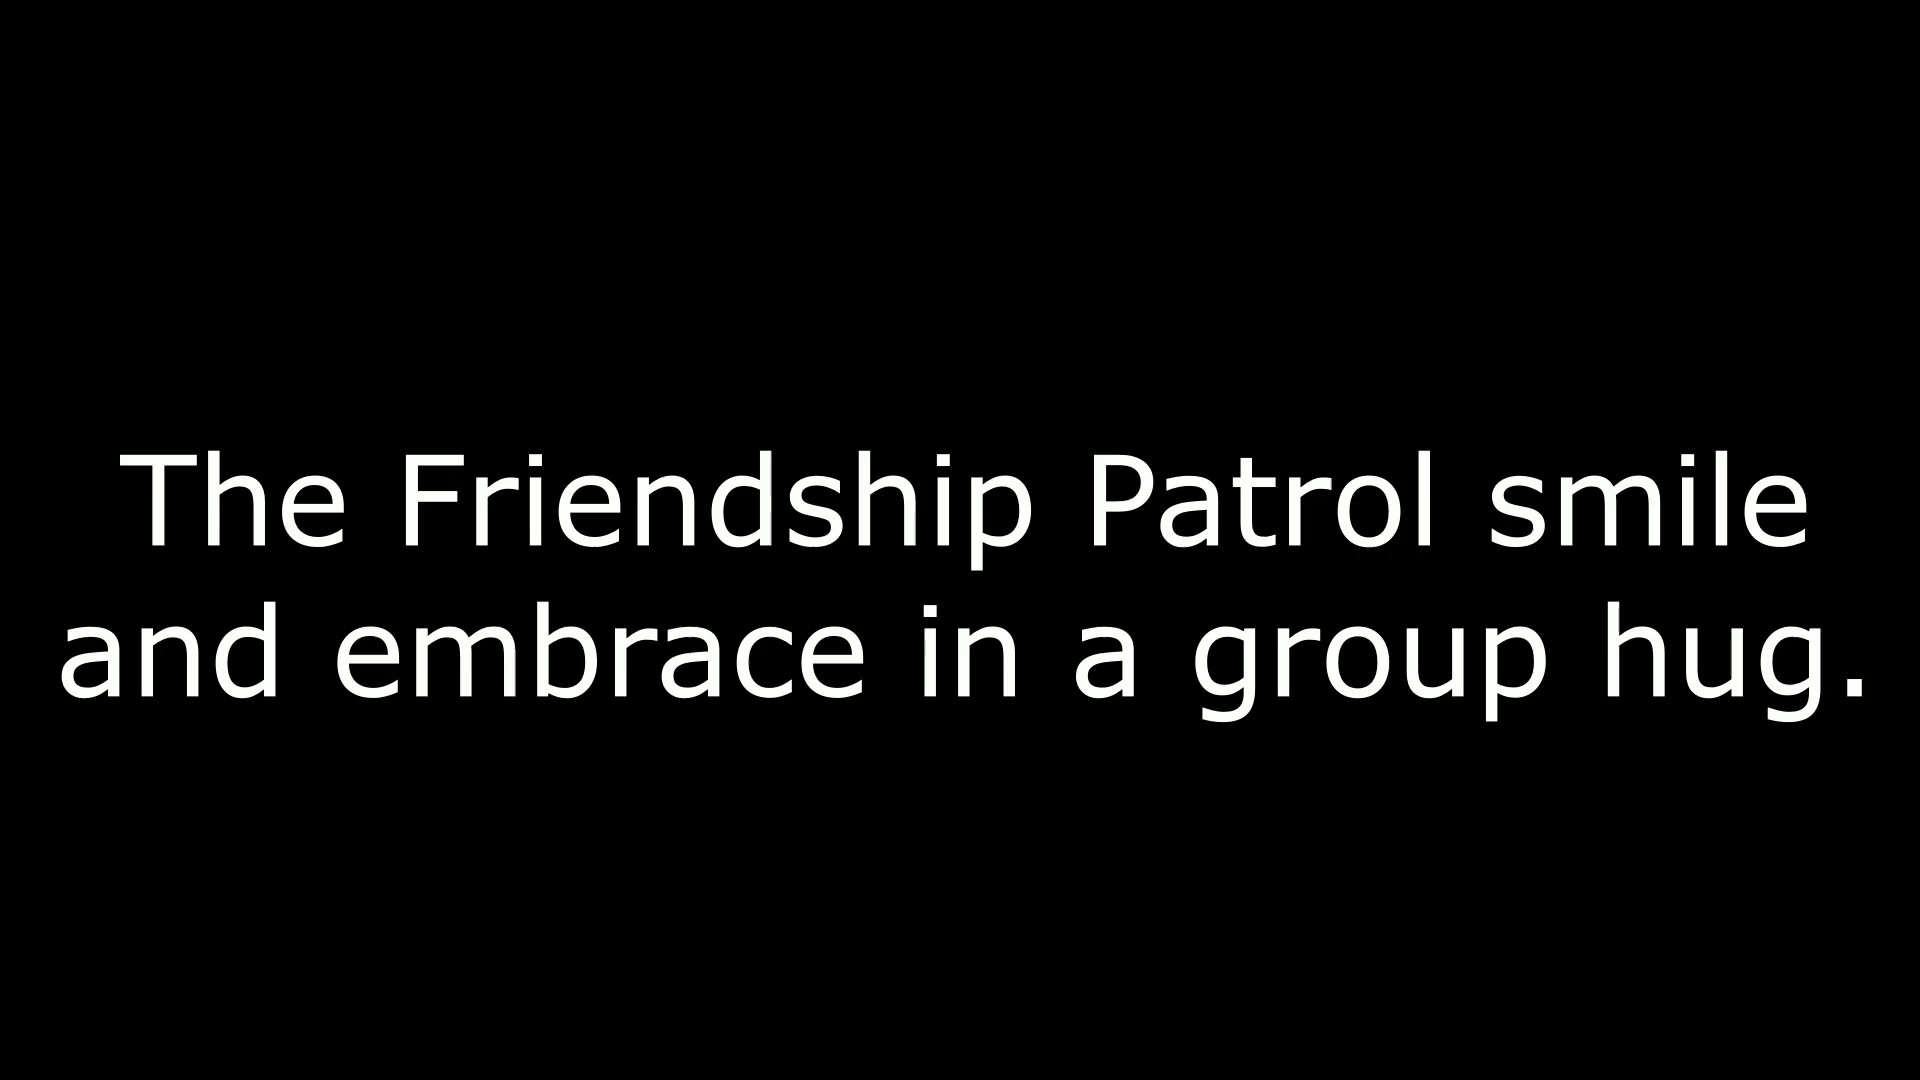 The Friendship Patrol smile
and embrace in a group hug.